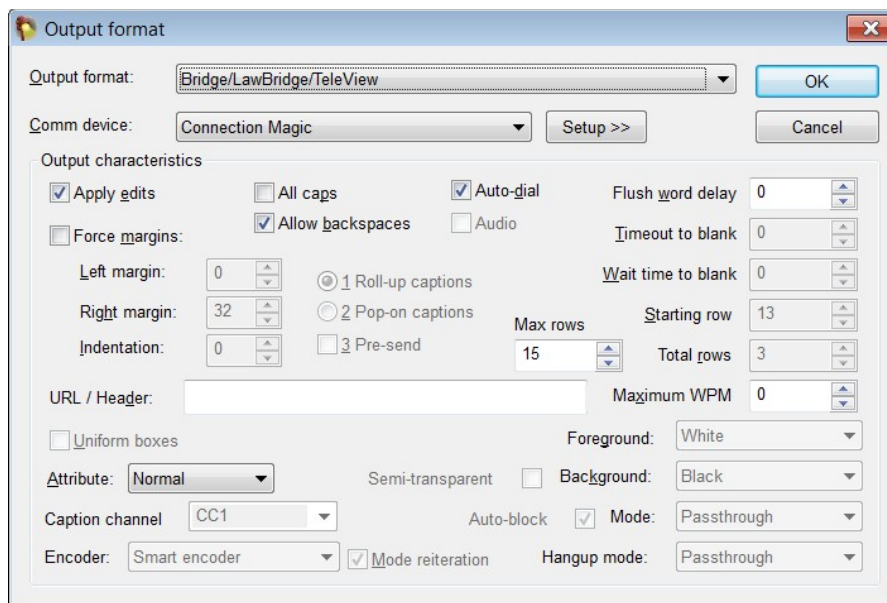 Output format
Output format: Bridge/LawBridge/TeleView OK
Comm device: Connection Magic Setup >> Cancel
Output characteristics
Apply edits All caps Auto-dial Flush word delay 0
Force margins: Allow backspaces Audio Timeout to blank 0
Left margin: 0 1 Roll-up captions Wait time to blank 0
Right margin: 32 2 Pop-on captions Max rows Starting row 13
Indentation: 0 3 Pre-send 15 Total rows 3
URL / Header: Maximum WPM 0
Uniform boxes Foreground: White
Attribute: Normal Semi-transparent Background: Black
Caption channel CC1 Auto-block Mode: Passthrough
Encoder: Smart encoder Mode reiteration Hangup mode: Passthrough